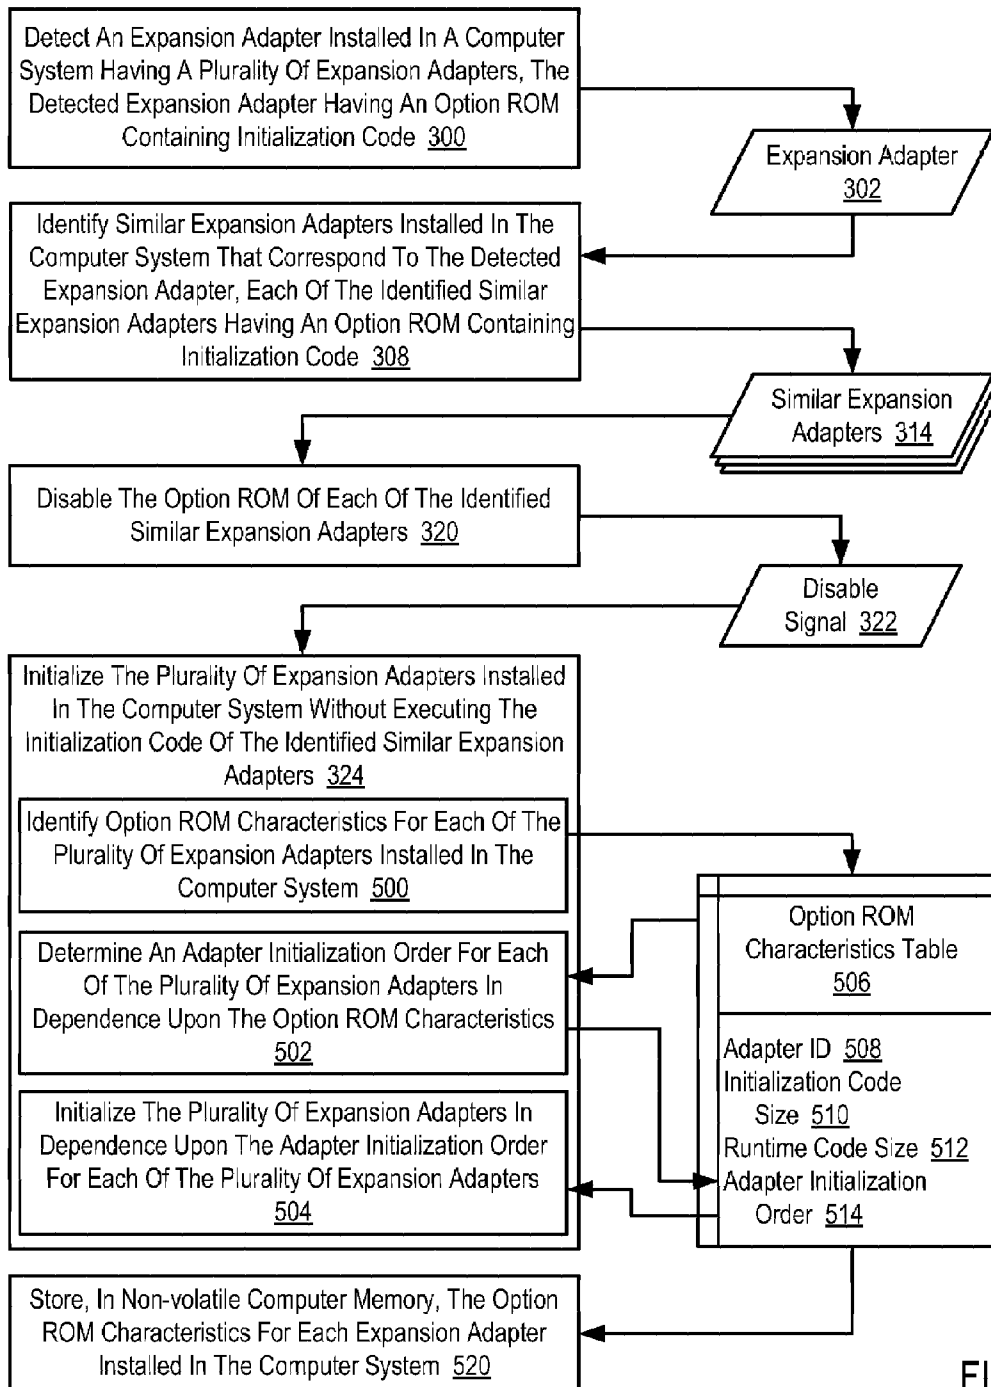 Detect An Expansion Adapter Installed In A Computer
System Having A Plurality Of Expansion Adapters, The
Detected Expansion Adapter Having An Option ROM
Containing Initialization Code 300
Expansion Adapter
302
Identify Similar Expansion Adapters Installed In The
Computer System That Correspond To The Detected
Expansion Adapter, Each Of The Identified Similar
Expansion Adapters Having An Option ROM Containing
Initialization Code 308
Similar Expansion
Adapters 314
Disable The Option ROM Of Each Of The Identified
Similar Expansion Adapters 320
Disable
Signal 322
Initialize The Plurality Of Expansion Adapters Installed
In The Computer System Without Executing The
Initialization Code Of The Identified Similar Expansion
Adapters 324
Identify Option ROM Characteristics For Each Of The
Plurality Of Expansion Adapters Installed In The
Computer System 500
Determine An Adapter Initialization Order For Each
Of The Plurality Of Expansion Adapters In
Dependence Upon The Option ROM Characteristics
502
Initialize The Plurality Of Expansion Adapters In
Dependence Upon The Adapter Initialization Order
For Each Of The Plurality Of Expansion Adapters
504
Option ROM
Characteristics Table
506
Adapter ID 508
Initialization Code
Size 510
Runtime Code Size 512
Adapter Initialization
Order 514
Store, In Non-volatile Computer Memory, The Option
ROM Characteristics For Each Expansion Adapter
Installed In The Computer System 520